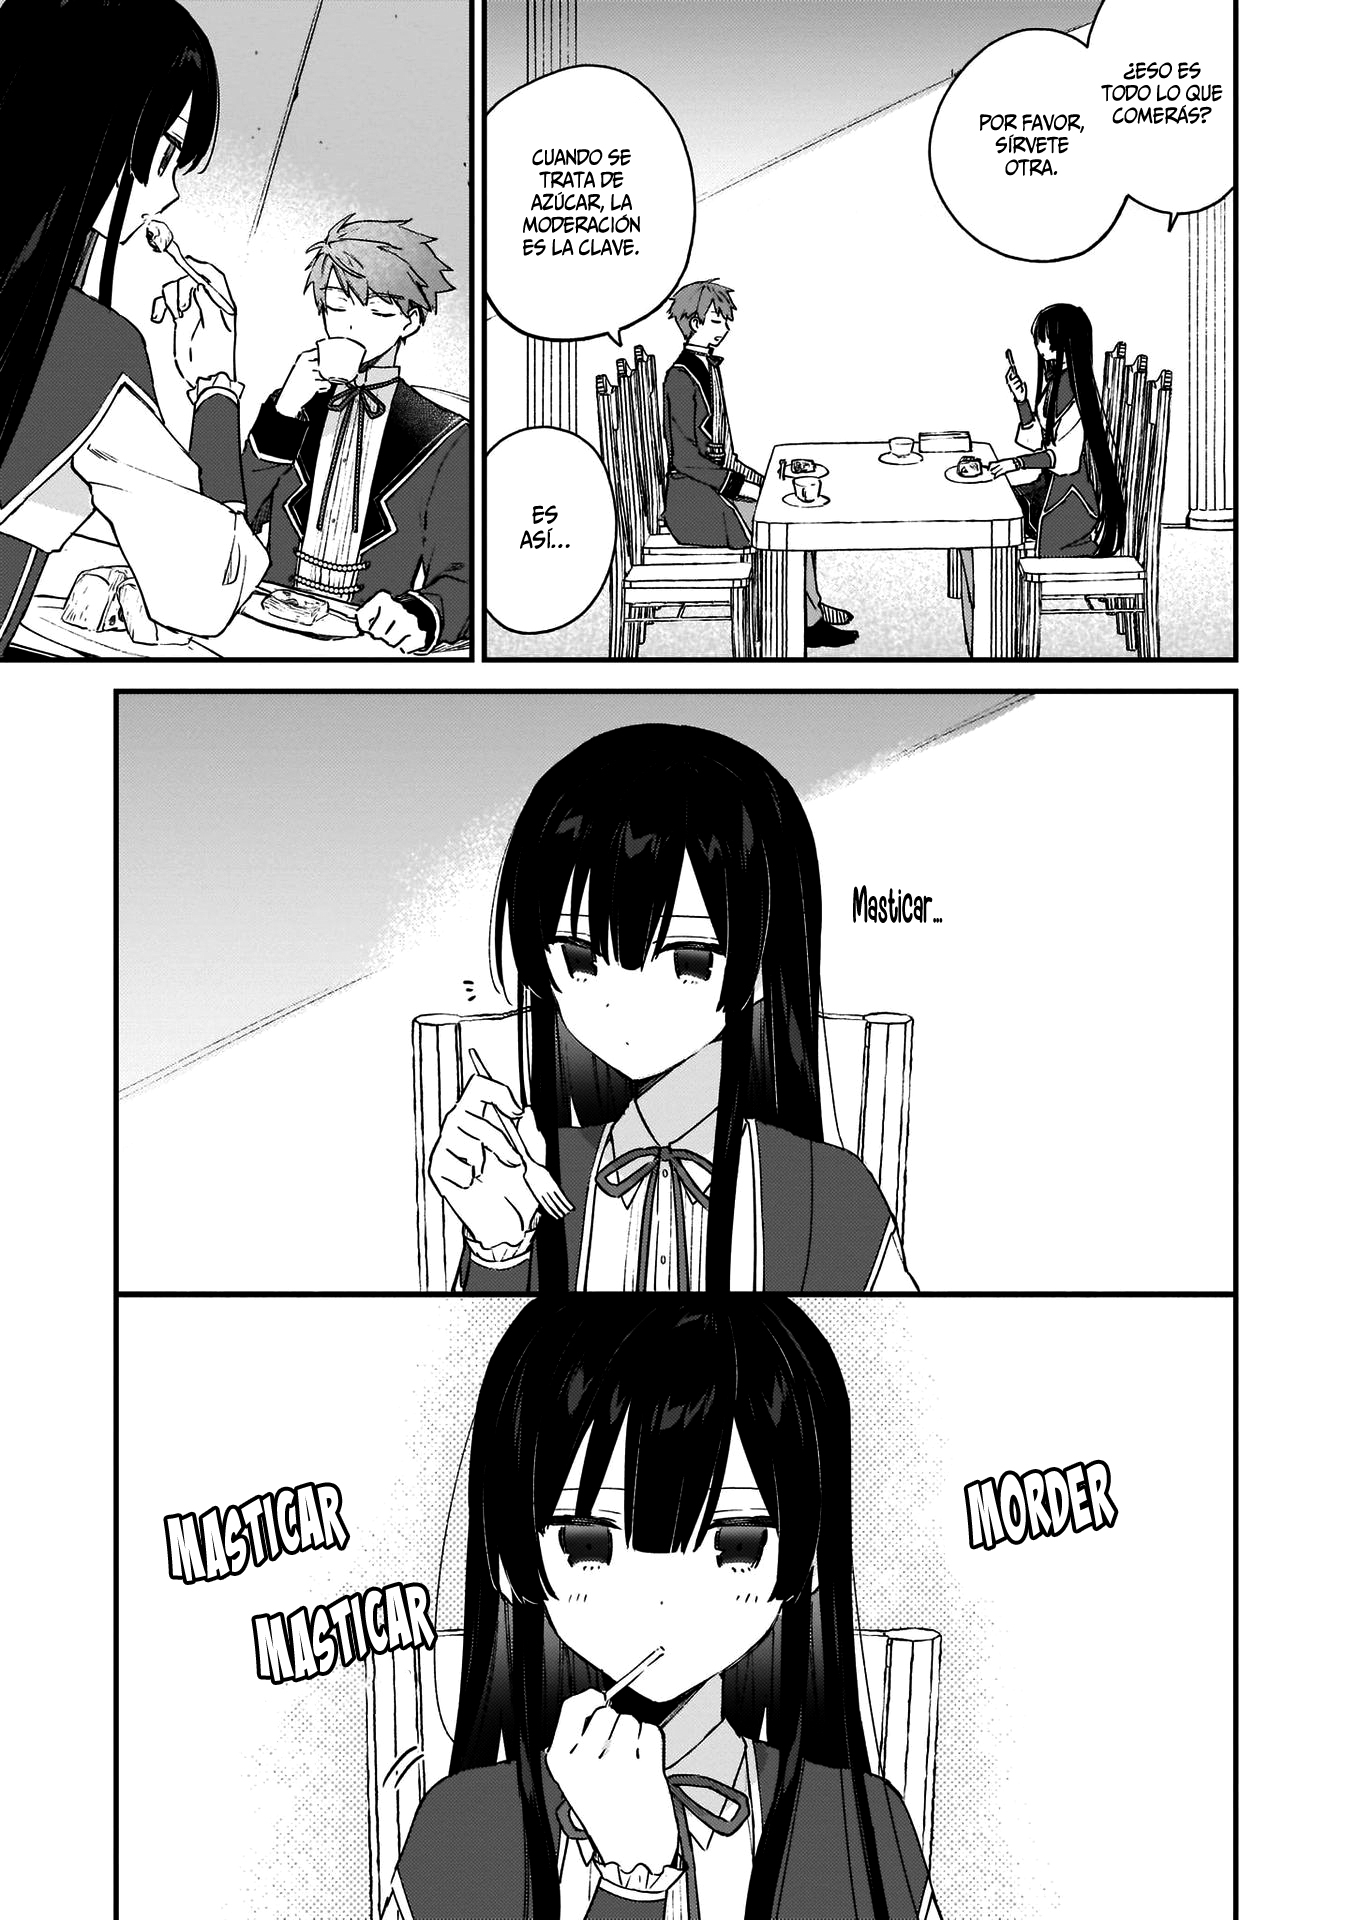 ¿ESO ES
TODO LO QUE
COMERÁS?
POR FAVOR,
SÍRVETE
OTRA.
CUANDO SE
TRATA DE
AZÚCAR, LA
MODERACIÓN
ES LA CLAVE.
ES
ASÍ...
Masticar...
MORDER
MASTICAR
MASTICAR